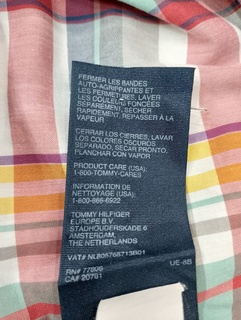 FERMER LES BANDES
AUTO-AGRIPPANTES ET
LES FERMETURES, LAVER
LES COULEURS FONCÉES
SÉPARÉMENT, SÉCHER
RAPIDEMENT, REPASSER À LA
VAPEUR
CERRAR LOS CIERRES, LAVAR
LOS COLORES OSCUROS
SEPARADO, SECAR PRONTO,
PLANCHAR CON VAPOR
PRODUCT CARE (USA):
1-800-TOMMY-CARES
INFORMATION DE
NETTOYAGE (USA):
1-800-866-6922
TOMMY HILFIGER
EUROPE B.V.
STADHOUDERSKADE 6
AMSTERDAM,
THE NETHERLANDS
VAT# NL806768713B01
RN# 77806
UE-8B
CA# 20761